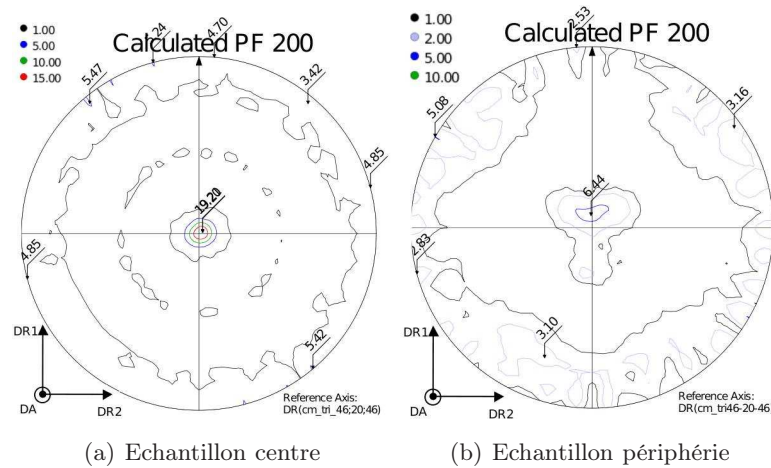 1.00
5.00
10.00
15.00
Calculated PF 200
5.47
.24
4.70
3.42
4.85
19.20
4.85
5.42
DR1
DA
DR2
Reference Axis:
DR(cm_tri_46;20;46)
(a) Echantillon centre
1.00
2.00
5.00
10.00
Calculated PF 200
2.53
5.08
3.16
6.44
2.83
3.10
DR1
DA
DR2
Reference Axis:
DR(cm_tri46-20-46
(b) Echantillon périphérie